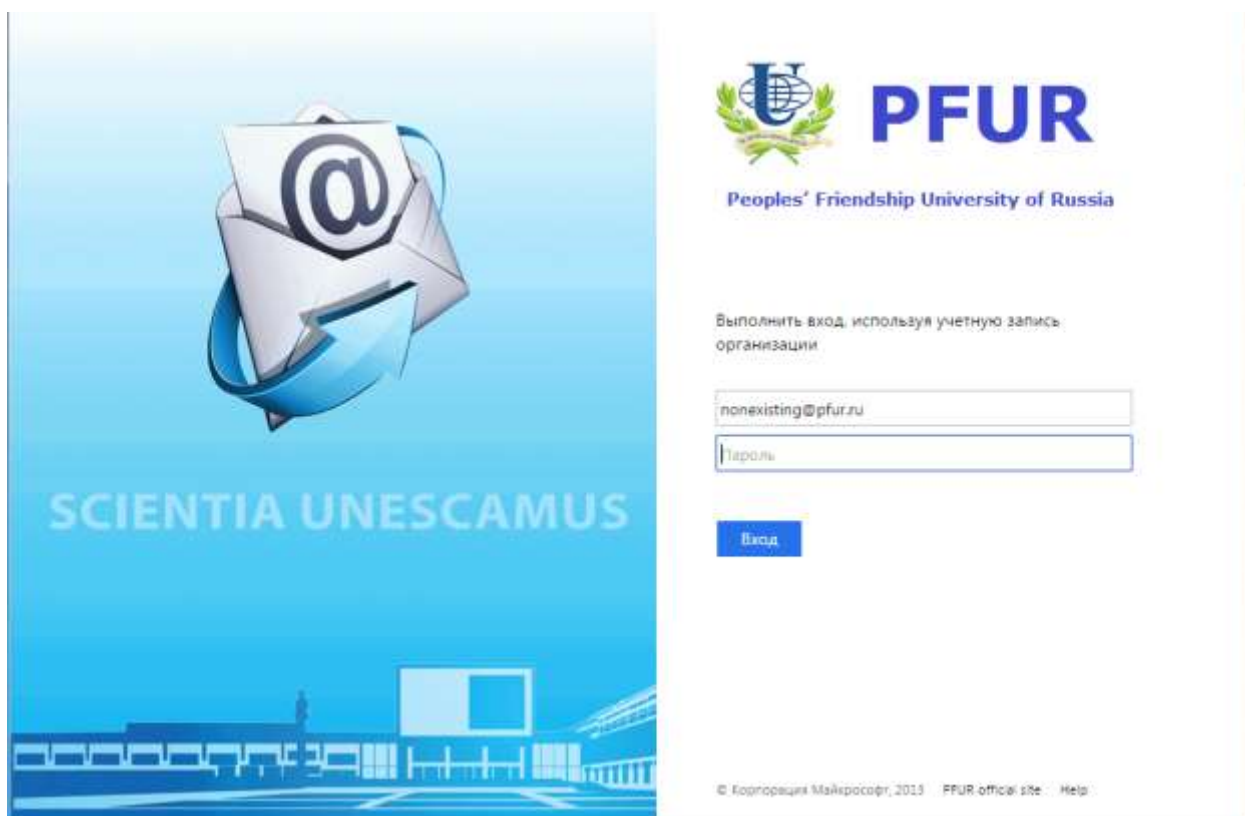 @
SCIENTIA UNESCAMUS
PFUR
Peoples' Friendship University of Russia
Выполнить вход, используя учетную запись
организации
nonexisting@pfur.ru
Пароль
Вход
© Корпорация Майкрософт, 2013 PFUR official site Help